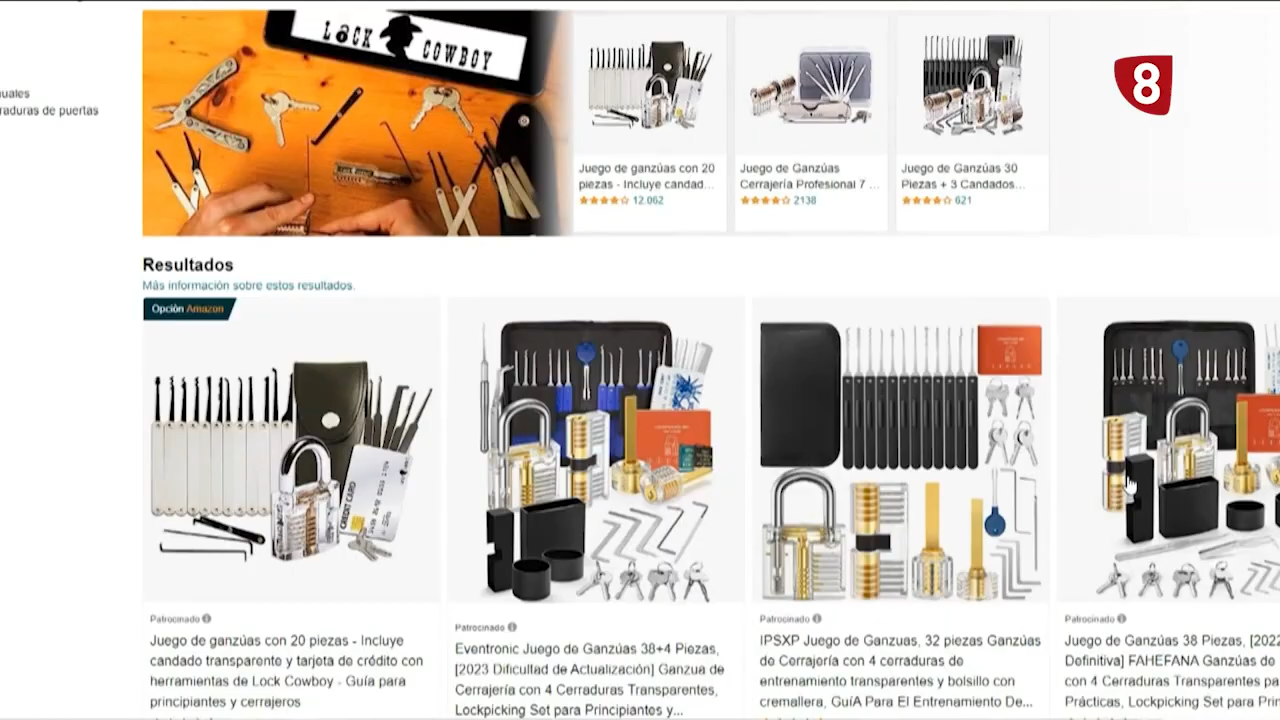 LOCK COWBOY
8
uales
raduras de puertas
Juego de ganzúas con 20
piezas - Incluye candad...
12.062
Juego de Ganzúas
Cerrajería Profesional 7 ...
2138
Juego de Ganzúas 30
Piezas + 3 Candados...
621
Resultados
Más información sobre estos resultados.
Opción Amazon
CREDIT CARD
Patrocinado
Juego de ganzúas con 20 piezas - Incluye
candado transparente y tarjeta de crédito con
herramientas de Lock Cowboy - Guía para
principiantes y cerrajeros
Patrocinado
Eventronic Juego de Ganzúas 38+4 Piezas,
[2023 Dificultad de Actualización] Ganzua de
Cerrajería con 4 Cerraduras Transparentes,
Lockpicking Set para Principiantes y...
Patrocinado
IPSXP Juego de Ganzuas, 32 piezas Ganzúas
de Cerrajería con 4 cerraduras de
entrenamiento transparentes y bolsillo con
cremallera, GuíA Para El Entrenamiento De...
Patrocinado
Juego de Ganzúas 38 Piezas, [2022
Definitiva] FAHEFANA Ganzúas de
con 4 Cerraduras Transparentes pa
Prácticas, Lockpicking Set para Pri